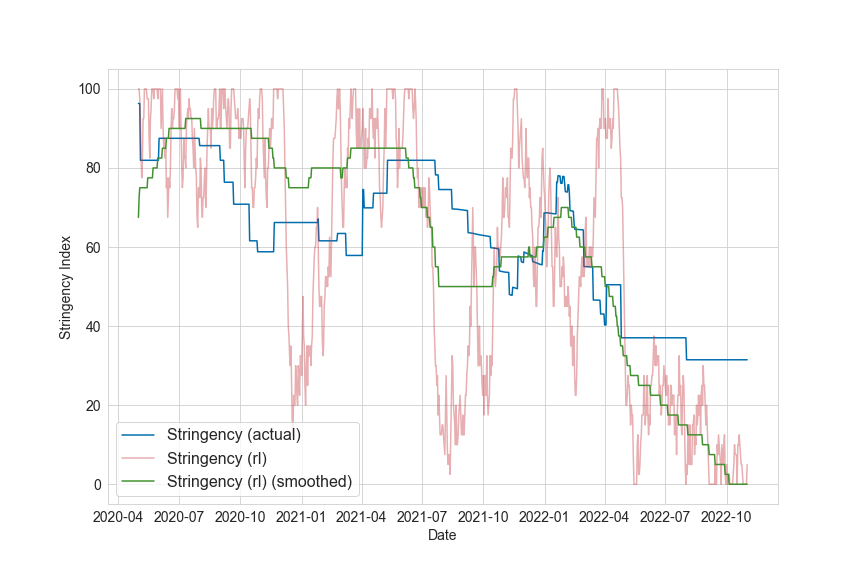 100
80
60
40
20
0
Stringency Index
Stringency (actual)
Stringency (rl)
Stringency (rl) (smoothed)
2020-04 2020-07 2020-10 2021-01 2021-04 2021-07 2021-10 2022-01 2022-04 2022-07 2022-10
Date